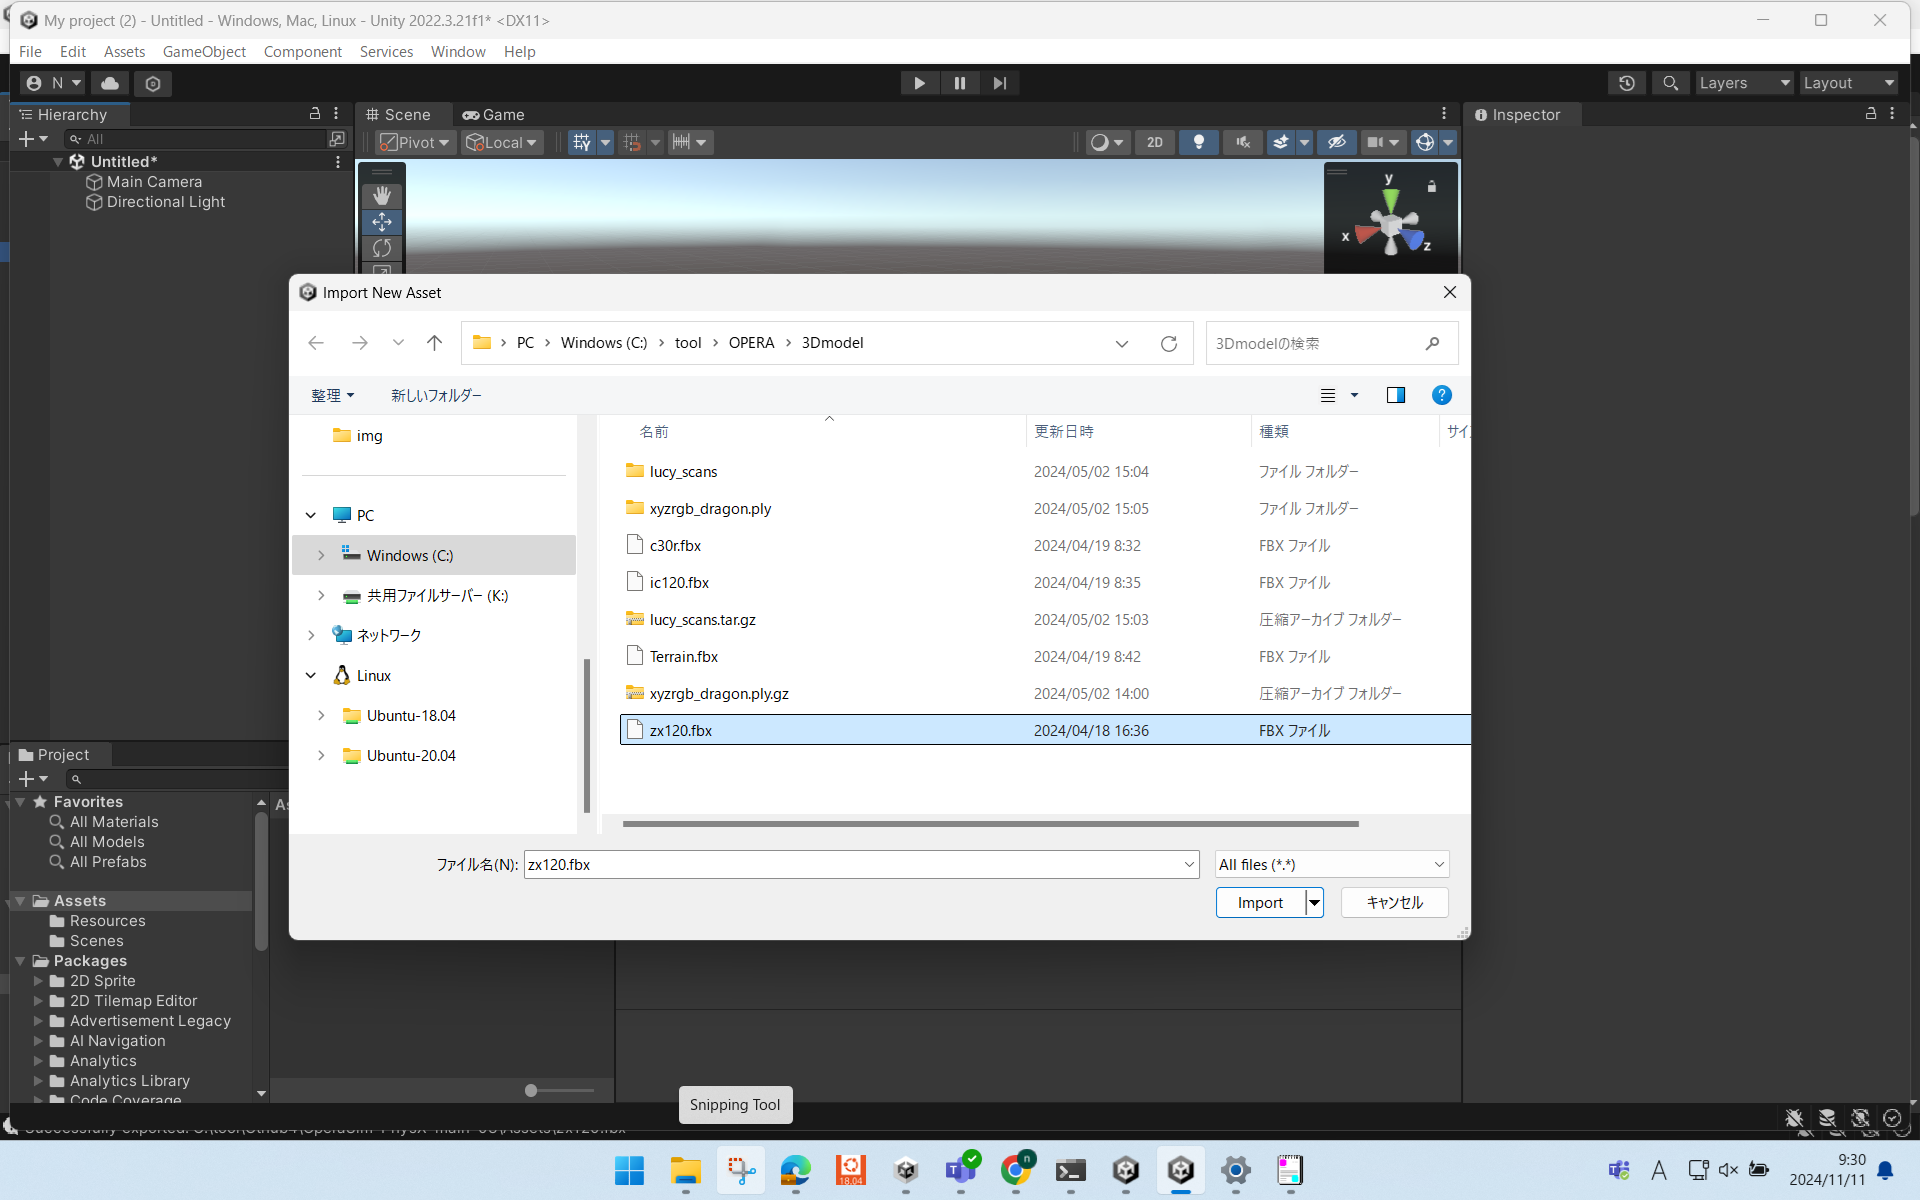 My project (2) - Untitled - Windows, Mac, Linux - Unity 2022.3.21f1* <DX11>
File Edit Assets GameObject Component Services Window Help
N
Layers Layout
Hierarchy Scene Game Inspector
All
Pivot Local 2D
Untitled*
Main Camera
Directional Light
y
x
z
Import New Asset
PC > Windows (C:) > tool > OPERA > 3Dmodel
3Dmodelの検索
整理 新しいフォルダー
img
PC
Windows (C:)
共用ファイルサーバー (K:)
ネットワーク
Linux
Ubuntu-18.04
Ubuntu-20.04
名前 更新日時 種類 サイ
lucy_scans 2024/05/02 15:04 ファイル フォルダー
xyzrgb_dragon.ply 2024/05/02 15:05 ファイル フォルダー
c30r.fbx 2024/04/19 8:32 FBX ファイル
ic120.fbx 2024/04/19 8:35 FBX ファイル
lucy_scans.tar.gz 2024/05/02 15:03 圧縮アーカイブ フォルダー
Terrain.fbx 2024/04/19 8:42 FBX ファイル
xyzrgb_dragon.ply.gz 2024/05/02 14:00 圧縮アーカイブ フォルダー
zx120.fbx 2024/04/18 16:36 FBX ファイル
ファイル名(N): zx120.fbx All files (*.*)
Import キャンセル
Project
Favorites
All Materials
All Models
All Prefabs
As
Assets
Resources
Scenes
Packages
2D Sprite
2D Tilemap Editor
Advertisement Legacy
AI Navigation
Analytics
Analytics Library
Code Coverage
Snipping Tool
18.04
n
A
9:30
2024/11/11